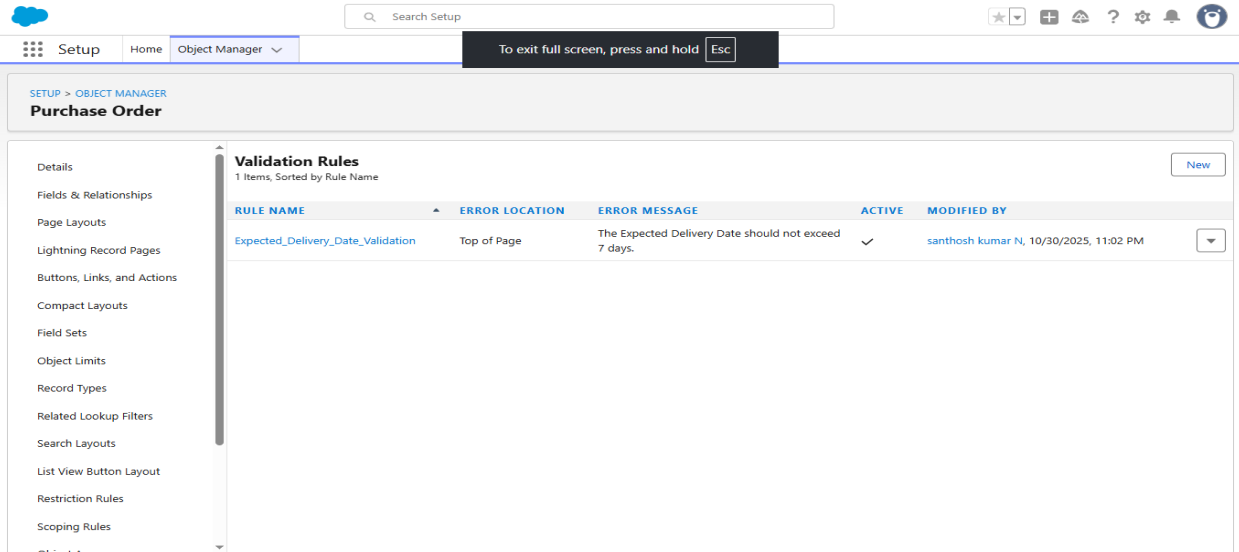 Search Setup
Setup
Home
Object Manager
To exit full screen, press and hold Esc
SETUP > OBJECT MANAGER
Purchase Order
Details
Fields & Relationships
Page Layouts
Lightning Record Pages
Buttons, Links, and Actions
Compact Layouts
Field Sets
Object Limits
Record Types
Related Lookup Filters
Search Layouts
List View Button Layout
Restriction Rules
Scoping Rules
Validation Rules
1 Items, Sorted by Rule Name
New
RULE NAME ERROR LOCATION ERROR MESSAGE ACTIVE MODIFIED BY
Expected_Delivery_Date_Validation Top of Page The Expected Delivery Date should not exceed
7 days.
santhosh kumar N, 10/30/2025, 11:02 PM